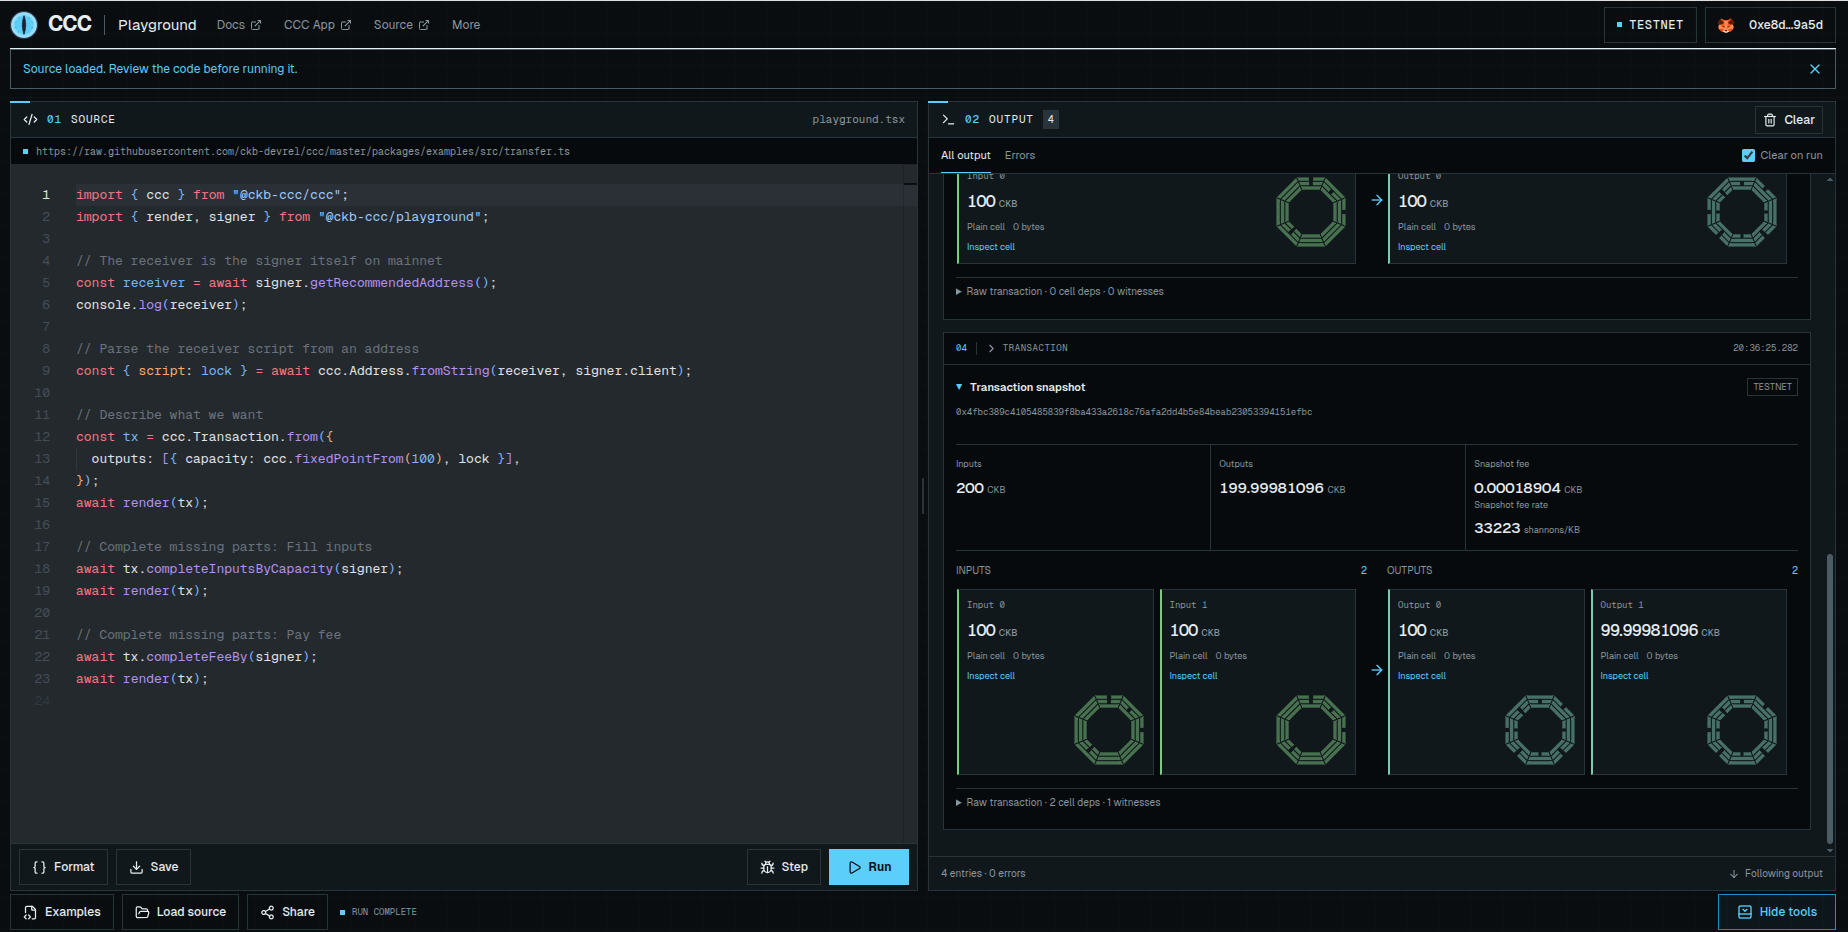 CCC Playground Docs CCC App Source More TESTNET 0xe8d...9a5d
Source loaded. Review the code before running it.
01 SOURCE playground.tsx
https://raw.githubusercontent.com/ckb-devrel/ccc/master/packages/examples/src/transfer.ts
1 import { ccc } from "@ckb-ccc/ccc";
2 import { render, signer } from "@ckb-ccc/playground";
3
4 // The receiver is the signer itself on mainnet
5 const receiver = await signer.getRecommendedAddress();
6 console.log(receiver);
7
8 // Parse the receiver script from an address
9 const { script: lock } = await ccc.Address.fromString(receiver, signer.client);
10
11 // Describe what we want
12 const tx = ccc.Transaction.from({
13 outputs: [{ capacity: ccc.fixedPointFrom(100), lock }],
14 });
15 await render(tx);
16
17 // Complete missing parts: Fill inputs
18 await tx.completeInputsByCapacity(signer);
19 await render(tx);
20
21 // Complete missing parts: Pay fee
22 await tx.completeFeeBy(signer);
23 await render(tx);
24
Format Save Step Run
02 OUTPUT 4 Clear
All output Errors Clear on run
Input 0 Output 0
100 CKB 100 CKB
Plain cell 0 bytes Plain cell 0 bytes
Inspect cell Inspect cell
Raw transaction · 0 cell deps · 0 witnesses
04 TRANSACTION 20:36:25.282
Transaction snapshot TESTNET
0x4fbc389c4105485839f8ba433a2618c76afa2dd4b5e84beab23053394151efbc
Inputs Outputs Snapshot fee
200 CKB 199.99981096 CKB 0.00018904 CKB
Snapshot fee rate
33223 shannons/KB
INPUTS 2 OUTPUTS 2
Input 0 Input 1 Output 0 Output 1
100 CKB 100 CKB 100 CKB 99.99981096 CKB
Plain cell 0 bytes Plain cell 0 bytes Plain cell 0 bytes Plain cell 0 bytes
Inspect cell Inspect cell Inspect cell Inspect cell
Raw transaction · 2 cell deps · 1 witnesses
4 entries · 0 errors Following output
Examples Load source Share RUN COMPLETE Hide tools